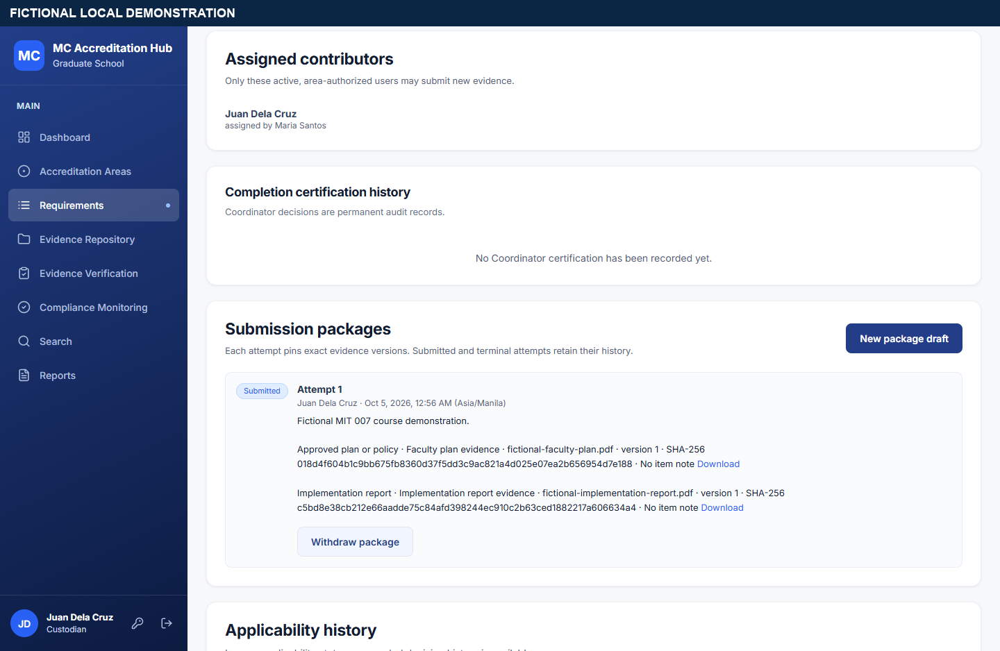 FICTIONAL LOCAL DEMONSTRATION
MC
MC Accreditation Hub
Graduate School
MAIN
Dashboard
Accreditation Areas
Requirements
Evidence Repository
Evidence Verification
Compliance Monitoring
Search
Reports
JD
Juan Dela Cruz
Custodian
Assigned contributors
Only these active, area-authorized users may submit new evidence.
Juan Dela Cruz
assigned by Maria Santos
Completion certification history
Coordinator decisions are permanent audit records.
No Coordinator certification has been recorded yet.
Submission packages
Each attempt pins exact evidence versions. Submitted and terminal attempts retain their history.
New package draft
Submitted
Attempt 1
Juan Dela Cruz · Oct 5, 2026, 12:56 AM (Asia/Manila)
Fictional MIT 007 course demonstration.
Approved plan or policy · Faculty plan evidence · fictional-faculty-plan.pdf · version 1 · SHA-256
018d4f604b1c9bb675fb8360d37f5dd3c9ac821a4d025e07ea2b656954d7e188 · No item note Download
Implementation report · Implementation report evidence · fictional-implementation-report.pdf · version 1 · SHA-256
c5bd8e38cb212e66aadde75c84afd398244ec910c2b63ced1882217a606634a4 · No item note Download
Withdraw package
Applicability history